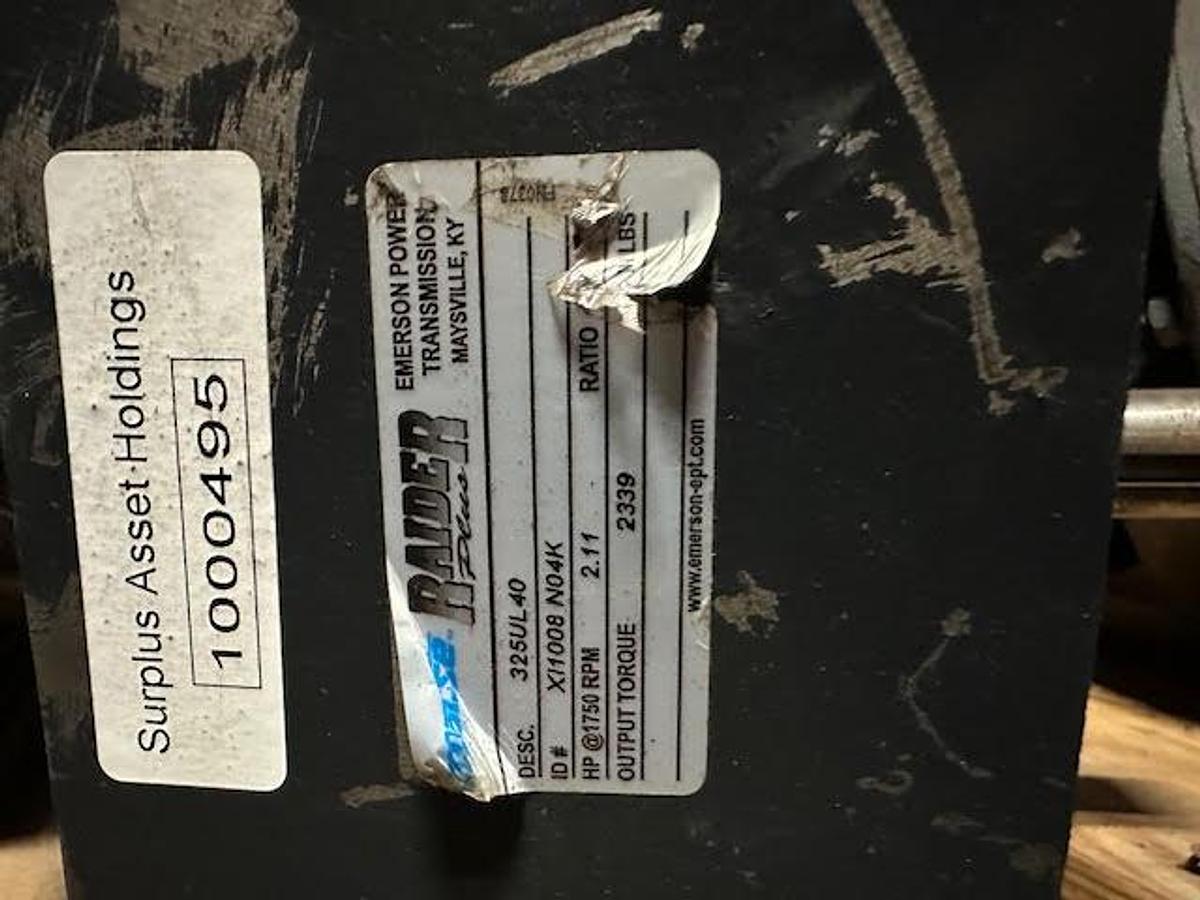 Surplus Asset Holdings
1000495
EMERSON POWER
TRANSMISSION
MAYSVILLE, KY
RAIDER
Plus
DESC. 325UL40
ID # XI1008 N04K
HP @1750 RPM 2.11 RATIO
OUTPUT TORQUE 2339 LBS
www.emerson-ept.com